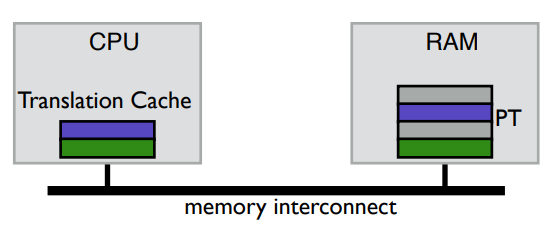 CPU
RAM
Translation Cache
PT
memory interconnect